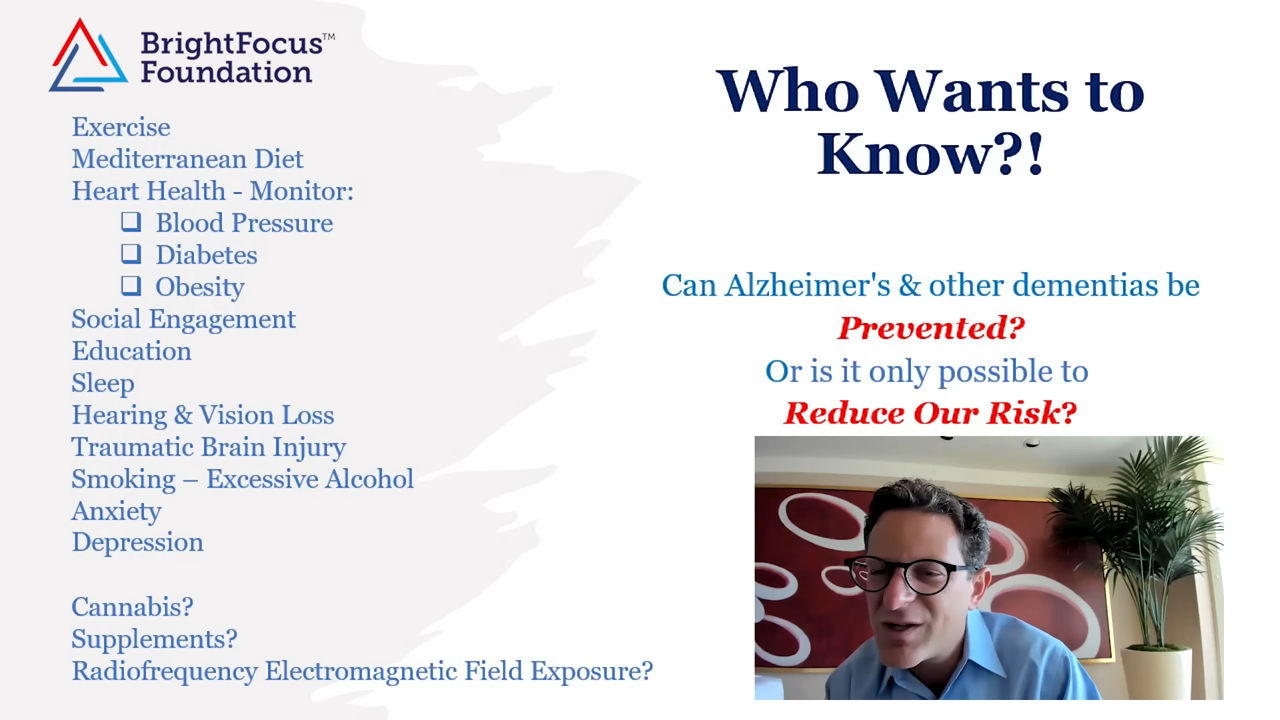 BrightFocus™
Foundation
Exercise
Mediterranean Diet
Heart Health - Monitor:
❑ Blood Pressure
❑ Diabetes
❑ Obesity
Social Engagement
Education
Sleep
Hearing & Vision Loss
Traumatic Brain Injury
Smoking – Excessive Alcohol
Anxiety
Depression
Cannabis?
Supplements?
Radiofrequency Electromagnetic Field Exposure?
Who Wants to
Know?!
Can Alzheimer's & other dementias be
Prevented?
Or is it only possible to
Reduce Our Risk?